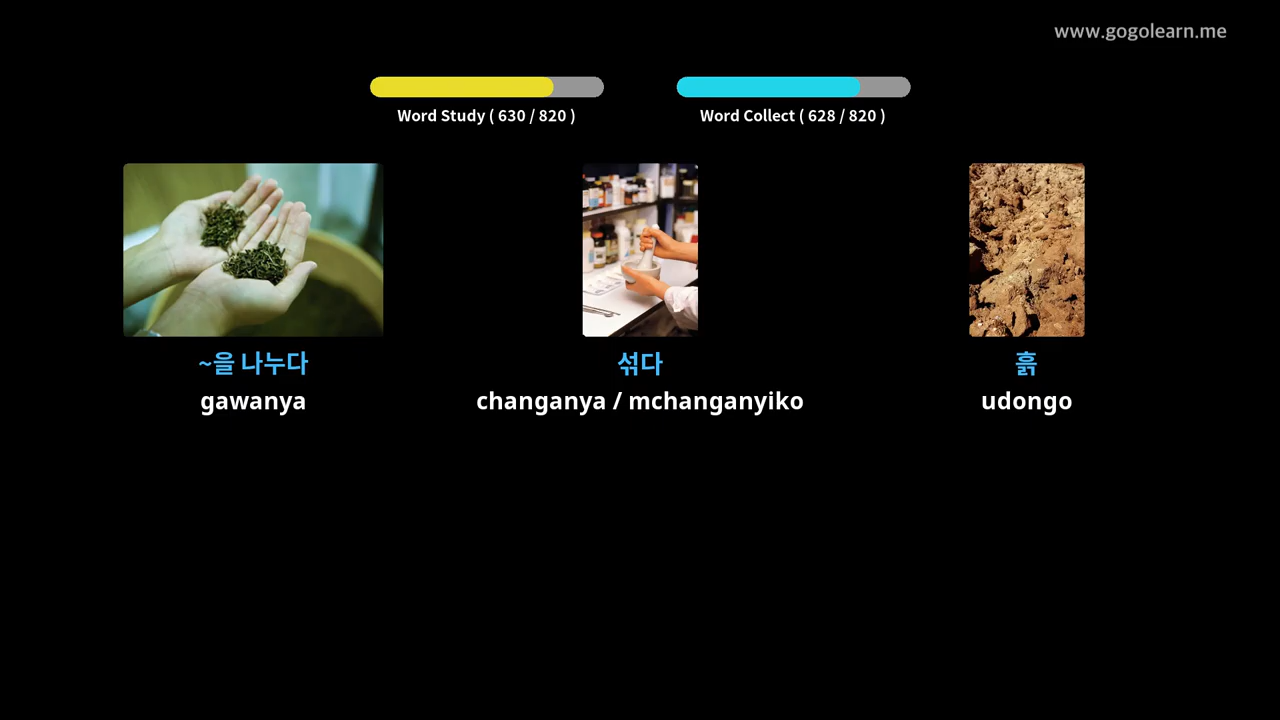 www.gogolearn.me
Word Study ( 630 / 820 )
Word Collect ( 628 / 820 )
~을 나누다
gawanya
섞다
changanya / mchanganyiko
흙
udongo